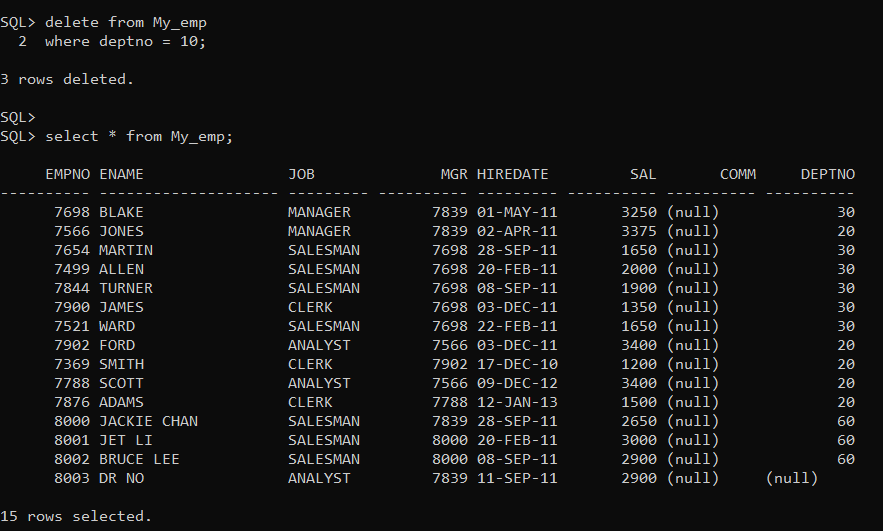 SQL> delete from My_emp
  2  where deptno = 10;
3 rows deleted.
SQL>
SQL> select * from My_emp;
     EMPNO ENAME                JOB              MGR HIREDATE         SAL       COMM     DEPTNO
---------- -------------------- --------- ---------- --------- ---------- ---------- ----------
      7698 BLAKE                MANAGER         7839 01-MAY-11       3250 (null)             30
      7566 JONES                MANAGER         7839 02-APR-11       3375 (null)             20
      7654 MARTIN               SALESMAN        7698 28-SEP-11       1650 (null)             30
      7499 ALLEN                SALESMAN        7698 20-FEB-11       2000 (null)             30
      7844 TURNER               SALESMAN        7698 08-SEP-11       1900 (null)             30
      7900 JAMES                CLERK           7698 03-DEC-11       1350 (null)             30
      7521 WARD                 SALESMAN        7698 22-FEB-11       1650 (null)             30
      7902 FORD                 ANALYST         7566 03-DEC-11       3400 (null)             20
      7369 SMITH                CLERK           7902 17-DEC-10       1200 (null)             20
      7788 SCOTT                ANALYST         7566 09-DEC-12       3400 (null)             20
      7876 ADAMS                CLERK           7788 12-JAN-13       1500 (null)             20
      8000 JACKIE CHAN          SALESMAN        7839 28-SEP-11       2650 (null)             60
      8001 JET LI               SALESMAN        8000 20-FEB-11       3000 (null)             60
      8002 BRUCE LEE            SALESMAN        8000 08-SEP-11       2900 (null)             60
      8003 DR NO                ANALYST         7839 11-SEP-11       2900 (null)     (null)
15 rows selected.